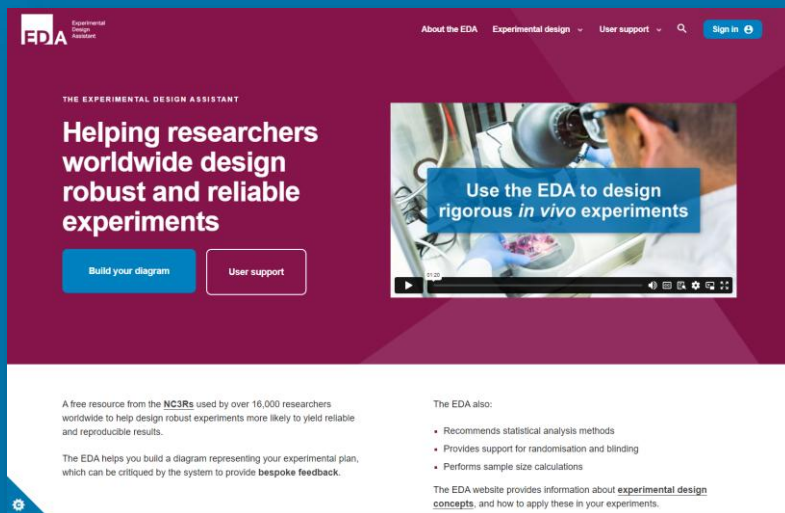 EDA
Experimental
Design
Assistant
About the EDA
Experimental design
User support
Sign in
THE EXPERIMENTAL DESIGN ASSISTANT
Helping researchers
worldwide design
robust and reliable
experiments
Build your diagram
User support
Use the EDA to design
rigorous in vivo experiments
01:20
A free resource from the NC3Rs used by over 16,000 researchers
worldwide to help design robust experiments more likely to yield reliable
and reproducible results.
The EDA helps you build a diagram representing your experimental plan,
which can be critiqued by the system to provide bespoke feedback.
The EDA also:
Recommends statistical analysis methods
Provides support for randomisation and blinding
Performs sample size calculations
The EDA website provides information about experimental design
concepts, and how to apply these in your experiments.